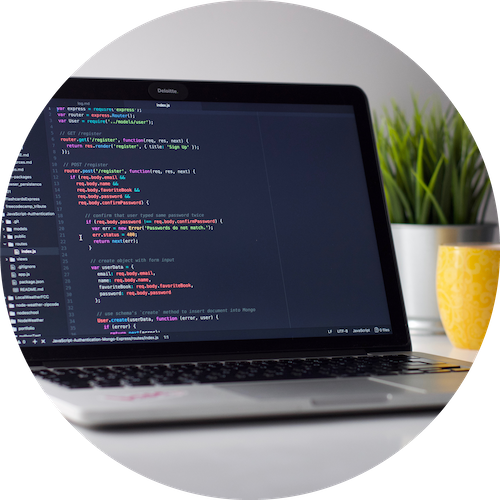 Deloitte.
log.md
index.js
var express = require('express');
var router = express.Router();
var User = require('../models/user');
// GET /register
router.get('/register', function(req, res, next) {
return res.render('register', { title: 'Sign Up' });
});
// POST /register
router.post('/register', function(req, res, next) {
if (req.body.email &&
req.body.name &&
req.body.favoriteBook &&
req.body.password &&
req.body.confirmPassword) {
// confirm that user typed same password twice
if (req.body.password !== req.body.confirmPassword) {
var err = new Error('Passwords do not match.');
err.status = 400;
return next(err);
}
// create object with form input
var userData = {
email: req.body.email,
name: req.body.name,
favoriteBook: req.body.favoriteBook,
password: req.body.password
};
// use schema's `create` method to insert document into Mongo
User.create(userData, function (error, user) {
if (error) {
return next(error);
JavaScript-Authentication
.git
models
public
routes
index.js
views
.gitignore
app.js
package.json
README.md
LocalWeatherFCC
node-weather-zipcode
nodeschool
portfolio
JavaScript-Authentication-Mongo-Express/routes/index.js 1:1
LF UTF-8 JavaScript 0 files